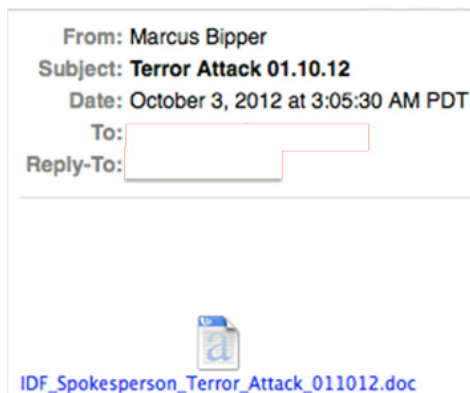 From: Marcus Bipper
Subject: Terror Attack 01.10.12
Date: October 3, 2012 at 3:05:30 AM PDT
To:
Reply-To:
IDF_Spokesperson_Terror_Attack_011012.doc